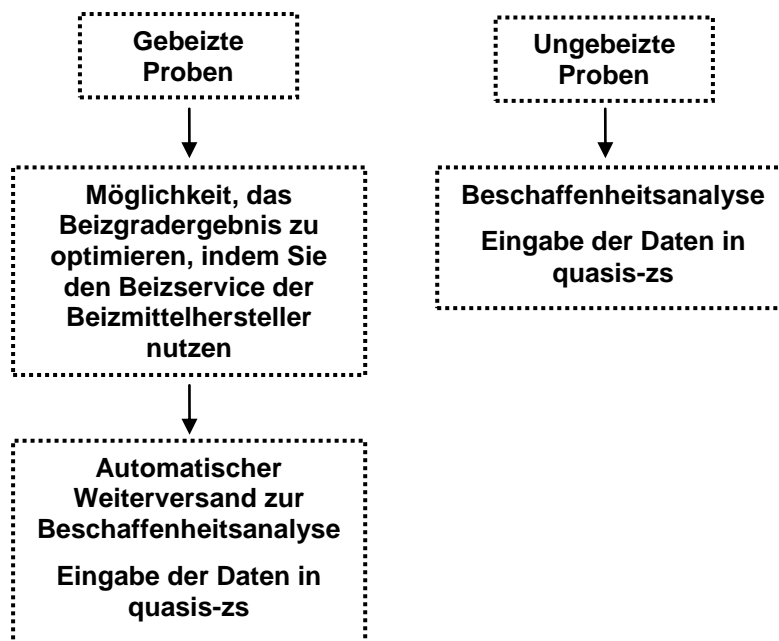 Gebeizte
Proben
Möglichkeit, das
Beizgradergebnis zu
optimieren, indem Sie
den Beizservice der
Beizmittelhersteller
nutzen
Automatischer
Weiterversand zur
Beschaffenheitsanalyse
Eingabe der Daten in
quasis-zs
Ungebeizte
Proben
Beschaffenheitsanalyse
Eingabe der Daten in
quasis-zs